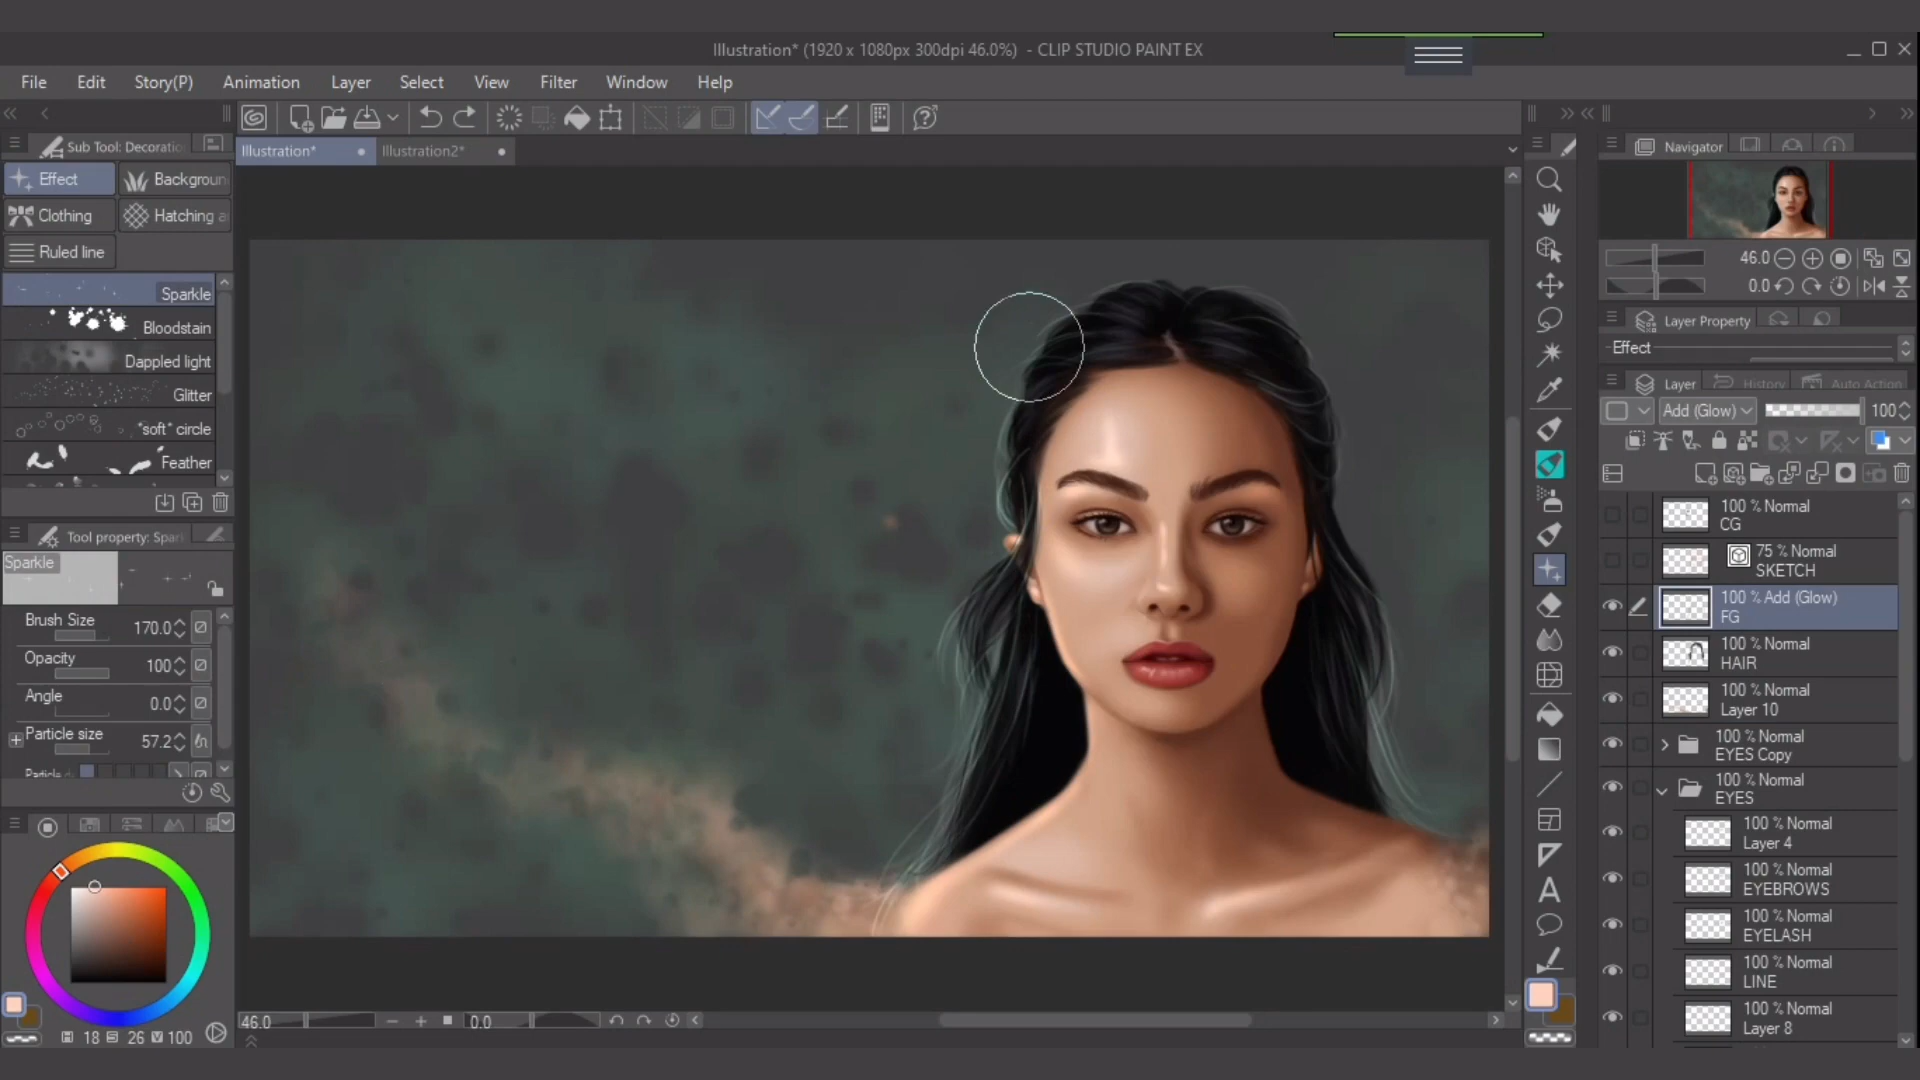 Illustration* (1920 x 1080px 300dpi 46.0%) - CLIP STUDIO PAINT EX
File Edit Story(P) Animation Layer Select View Filter Window Help
Sub Tool: Decoratio
Illustration*
Illustration2*
Effect
Backgroun
Clothing
Hatching a
Ruled line
Sparkle
Bloodstain
Dappled light
Glitter
*soft* circle
Feather
Tool property: Spar
Sparkle
Brush Size 170.0
Opacity 100
Angle 0.0
Particle size 57.2
H 18 S 26 V 100
46.0
0.0
A
Navigator
46.0
0.0
Layer Property
Effect
Layer
History
Auto Action
Add (Glow)
100
100 % Normal
CG
75 % Normal
SKETCH
100 % Add (Glow)
FG
100 % Normal
HAIR
100 % Normal
Layer 10
100 % Normal
EYES Copy
100 % Normal
EYES
100 % Normal
Layer 4
100 % Normal
EYEBROWS
100 % Normal
EYELASH
100 % Normal
LINE
100 % Normal
Layer 8